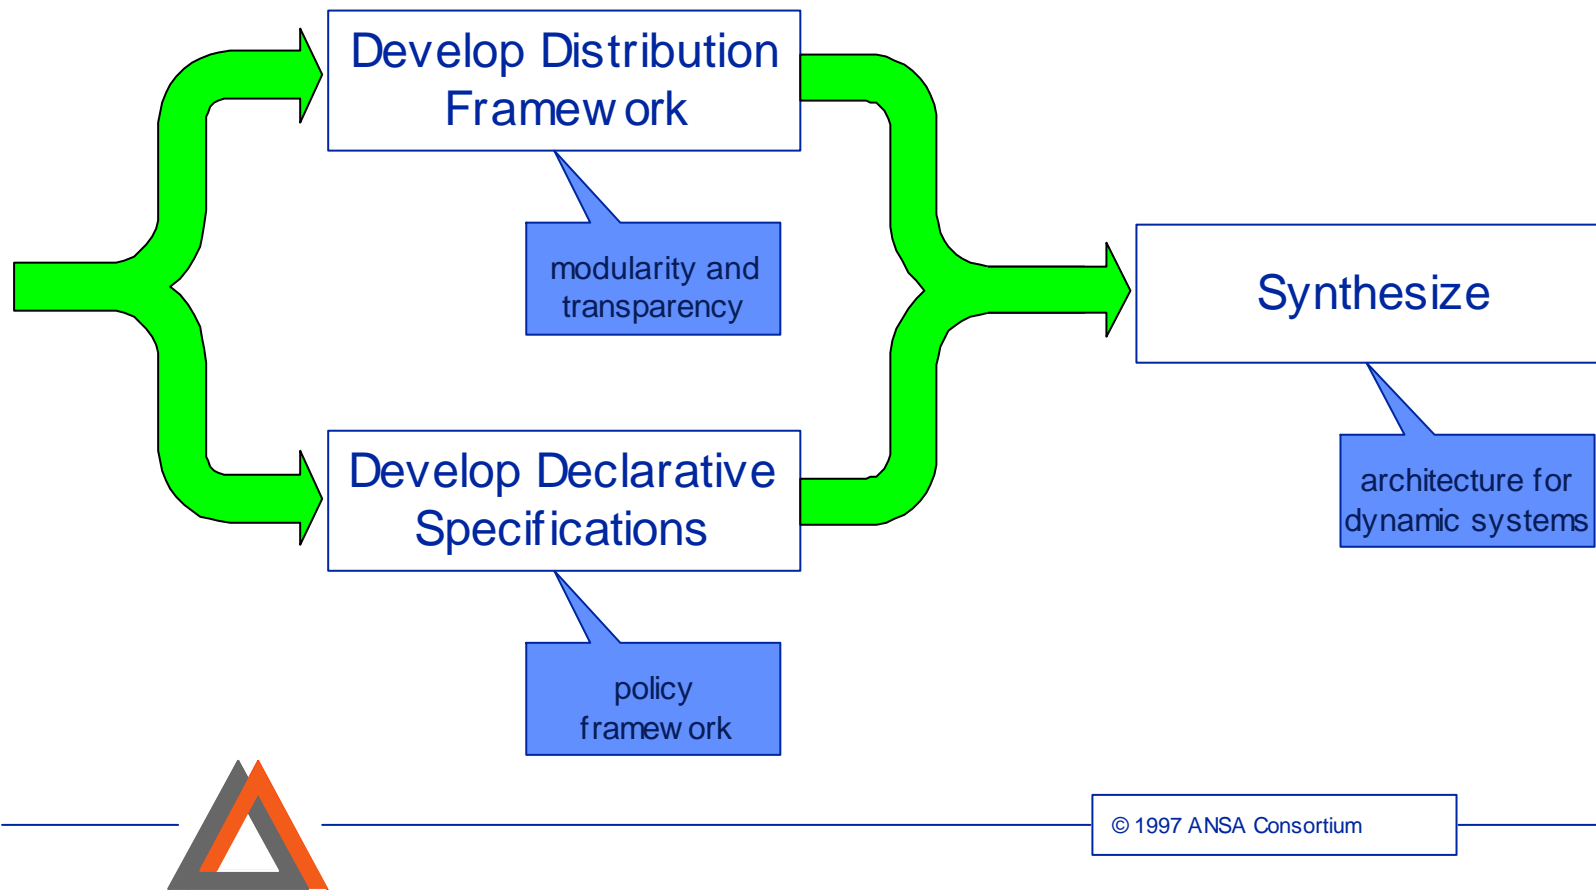 Develop Distribution
Framework
modularity and
transparency
Synthesize
architecture for
dynamic systems
Develop Declarative
Specifications
policy
framework
© 1997 ANSA Consortium